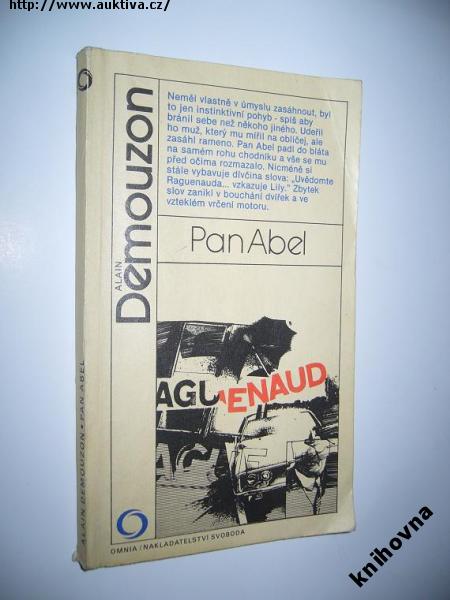 http://www.auktiva.cz/
Neměl vlastně v úmyslu zasáhnout, byl
to jen instinktivní pohyb - spíš aby
bránil sebe než někoho jiného. Udeřil
ho muž, který mu mířil na obličej, ale
zasáhl rameno. Pan Abel padl do bláta
na samém rohu chodníku a vše se mu
před očima rozmazalo. Nicméně si
stále vybavuje dívčina slova: „Uvědomte
Raguenauda... vzkazuje Lily." Zbytek
slov zanikl v bouchání dvířek a ve
vzteklém vrčení motoru.
ALAIN
Demouzon
Pan Abel
AGUENAUD
ALAIN DEMOUZON • PAN ABEL
OMNIA / NAKLADATELSTVÍ SVOBODA
knihovna